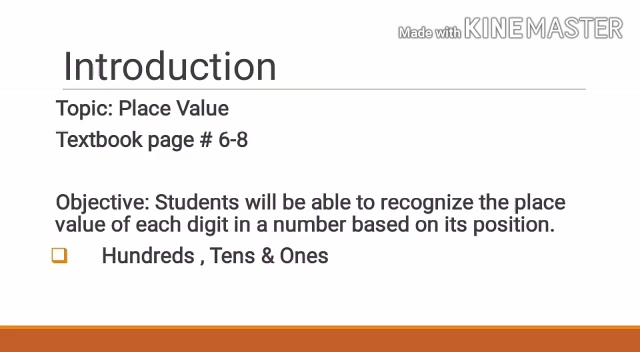 Made with KINEMASTER
Introduction
Topic: Place Value
Textbook page # 6-8
Objective: Students will be able to recognize the place
value of each digit in a number based on its position.
Hundreds , Tens & Ones